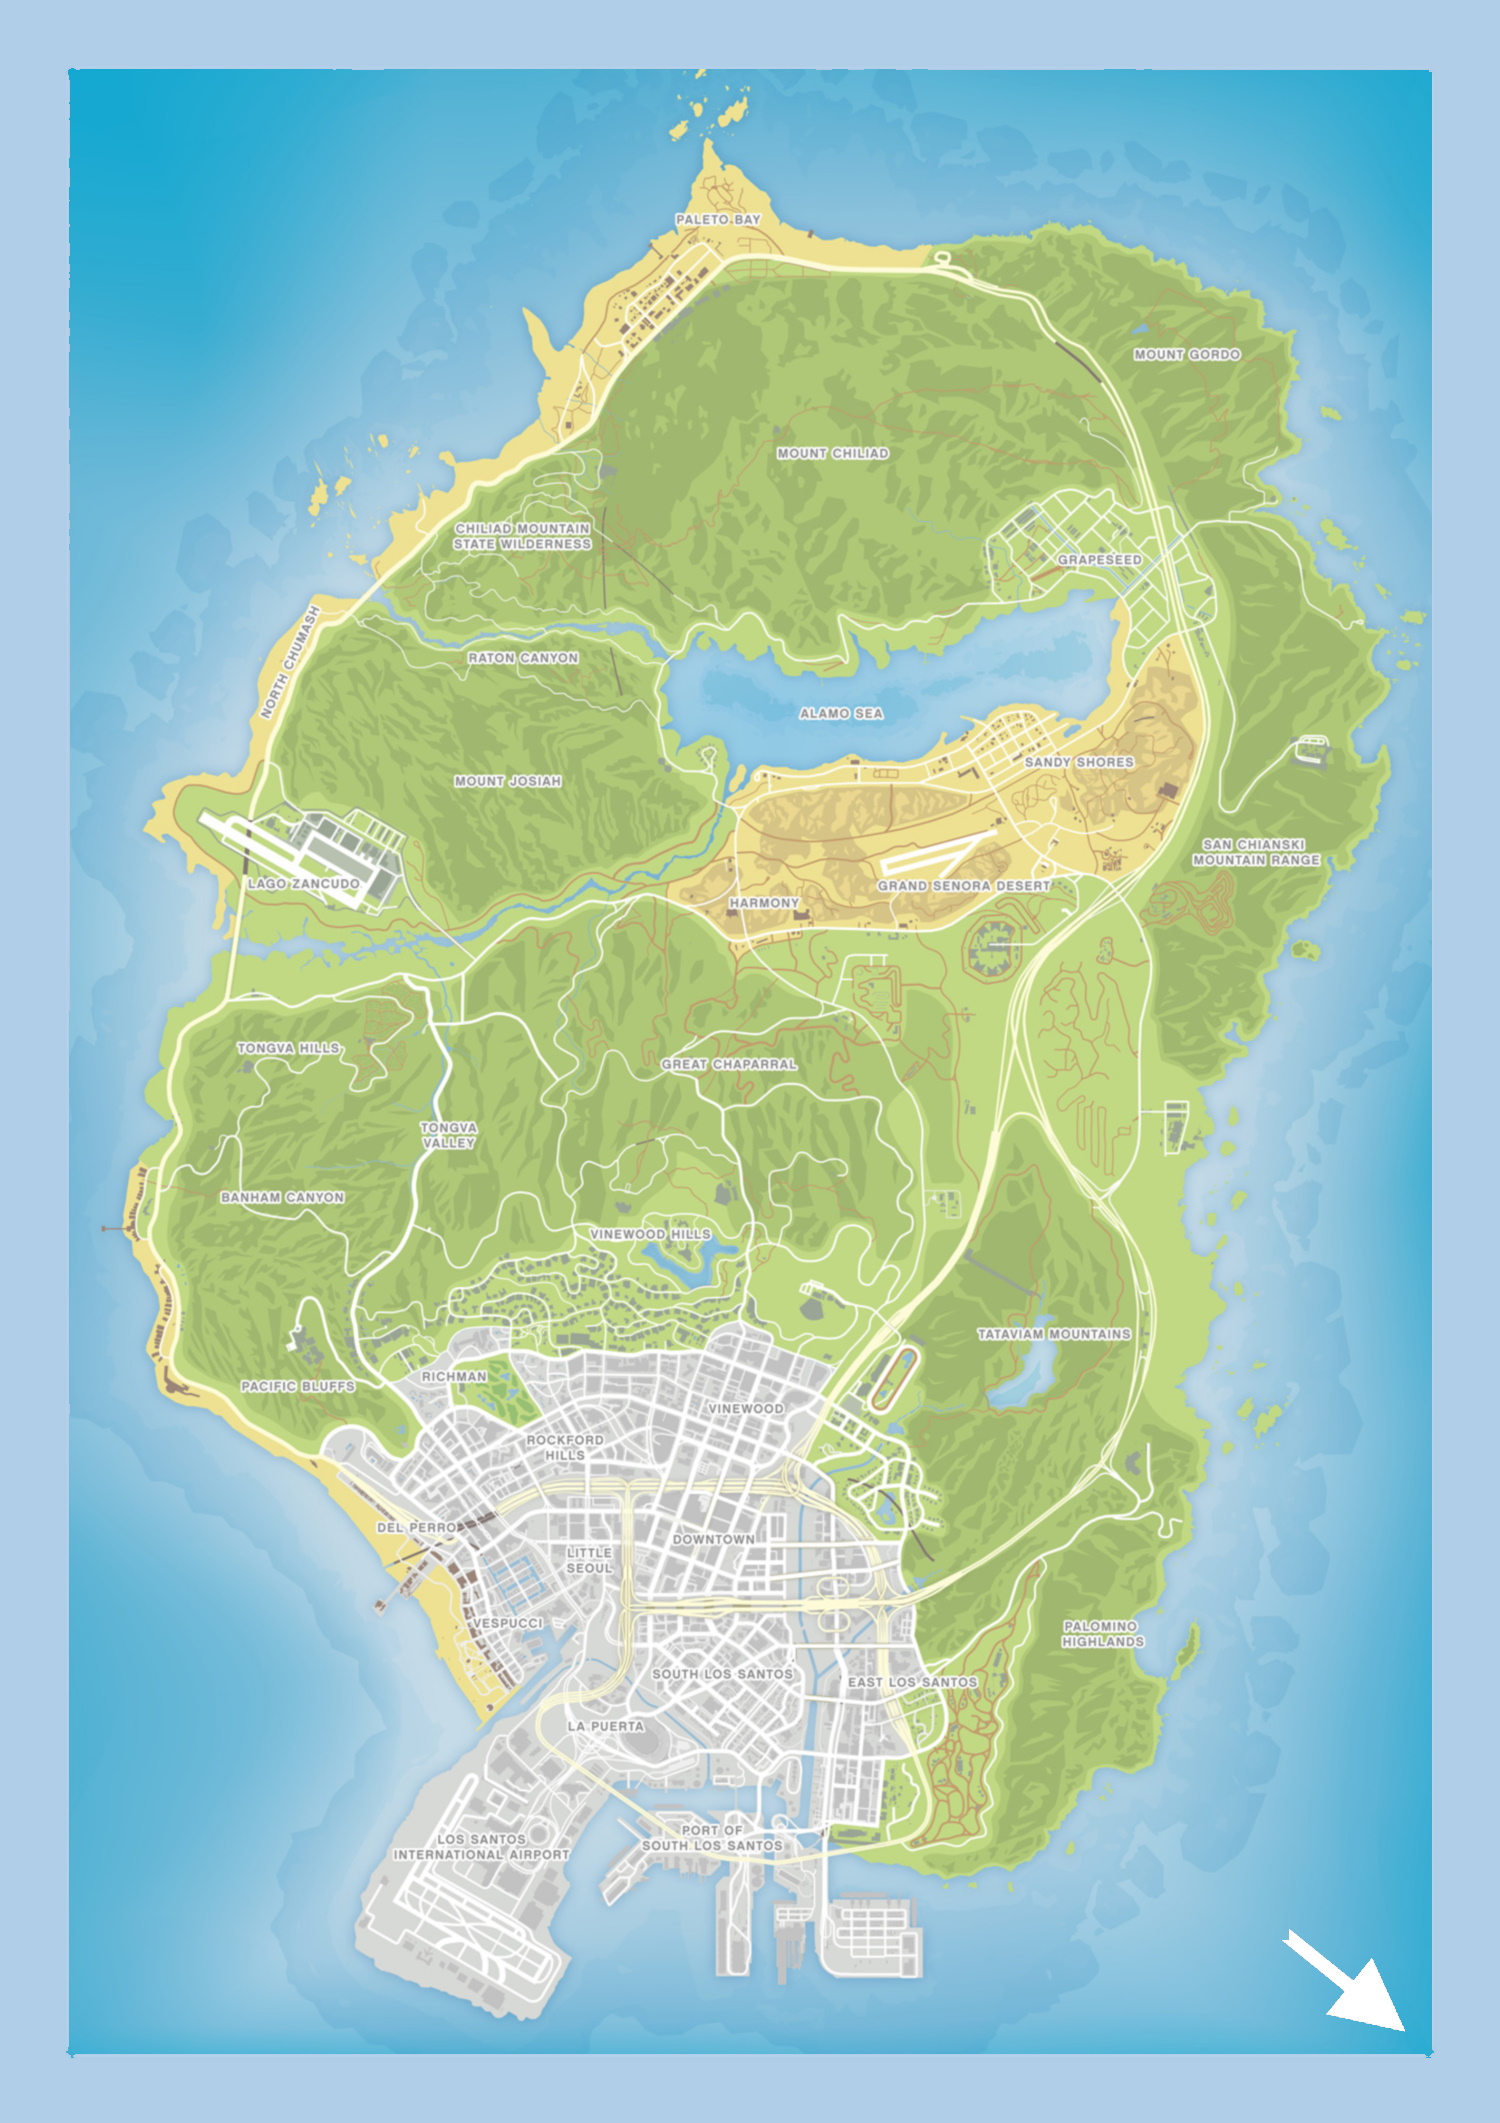 PALETO BAY
MOUNT GORDO
MOUNT CHILIAD
CHILIAD MOUNTAIN
STATE WILDERNESS
GRAPESEED
NORTH CHUMASH
RATON CANYON
ALAMO SEA
SANDY SHORES
MOUNT JOSIAH
SAN CHIANSKI
MOUNTAIN RANGE
LAGO ZANCUDO
GRAND SENORA DESERT
HARMONY
TONGVA HILLS
GREAT CHAPARRAL
TONGVA
VALLEY
BANHAM CANYON
VINEWOOD HILLS
TATAVIAM MOUNTAINS
RICHMAN
PACIFIC BLUFFS
VINEWOOD
ROCKFORD
HILLS
DEL PERRO
DOWNTOWN
LITTLE
SEOUL
VESPUCCI
PALOMINO
HIGHLANDS
SOUTH LOS SANTOS
EAST LOS SANTOS
LA PUERTA
PORT OF
SOUTH LOS SANTOS
LOS SANTOS
INTERNATIONAL AIRPORT